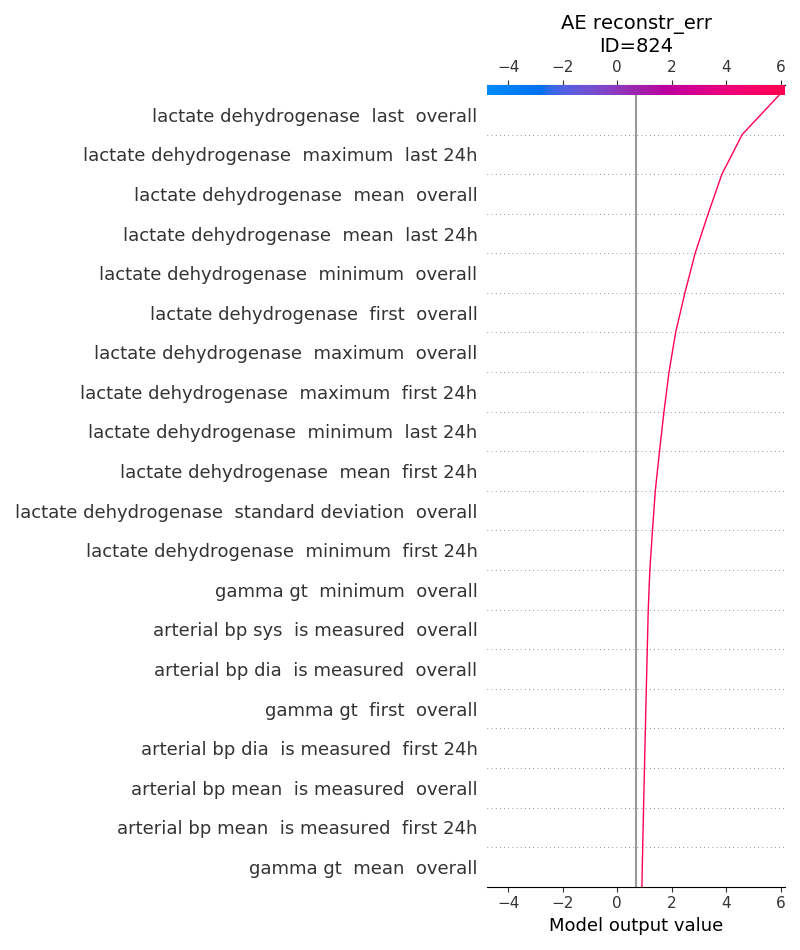 AE reconstr_err
ID=824
−4 −2 0 2 4 6
lactate dehydrogenase last overall
lactate dehydrogenase maximum last 24h
lactate dehydrogenase mean overall
lactate dehydrogenase mean last 24h
lactate dehydrogenase minimum overall
lactate dehydrogenase first overall
lactate dehydrogenase maximum overall
lactate dehydrogenase maximum first 24h
lactate dehydrogenase minimum last 24h
lactate dehydrogenase mean first 24h
lactate dehydrogenase standard deviation overall
lactate dehydrogenase minimum first 24h
gamma gt minimum overall
arterial bp sys is measured overall
arterial bp dia is measured overall
gamma gt first overall
arterial bp dia is measured first 24h
arterial bp mean is measured overall
arterial bp mean is measured first 24h
gamma gt mean overall
−4 −2 0 2 4 6
Model output value